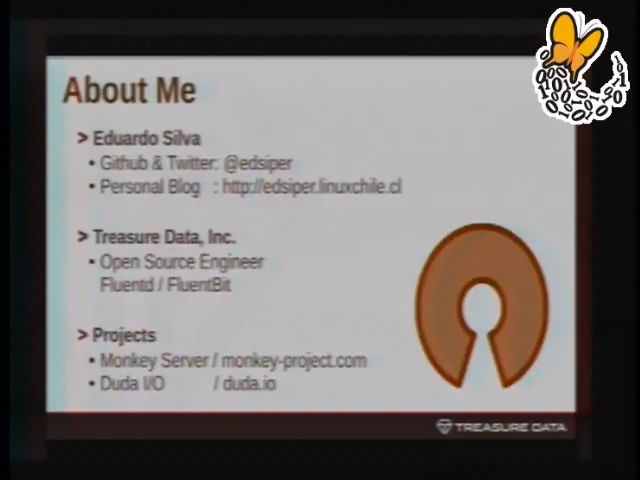 About Me
> Eduardo Silva
• Github & Twitter: @edsiper
• Personal Blog : http://edsiper.linuxchile.cl
> Treasure Data, Inc.
• Open Source Engineer
Fluentd / FluentBit
> Projects
• Monkey Server / monkey-project.com
• Duda I/O / duda.io
TREASURE DATA